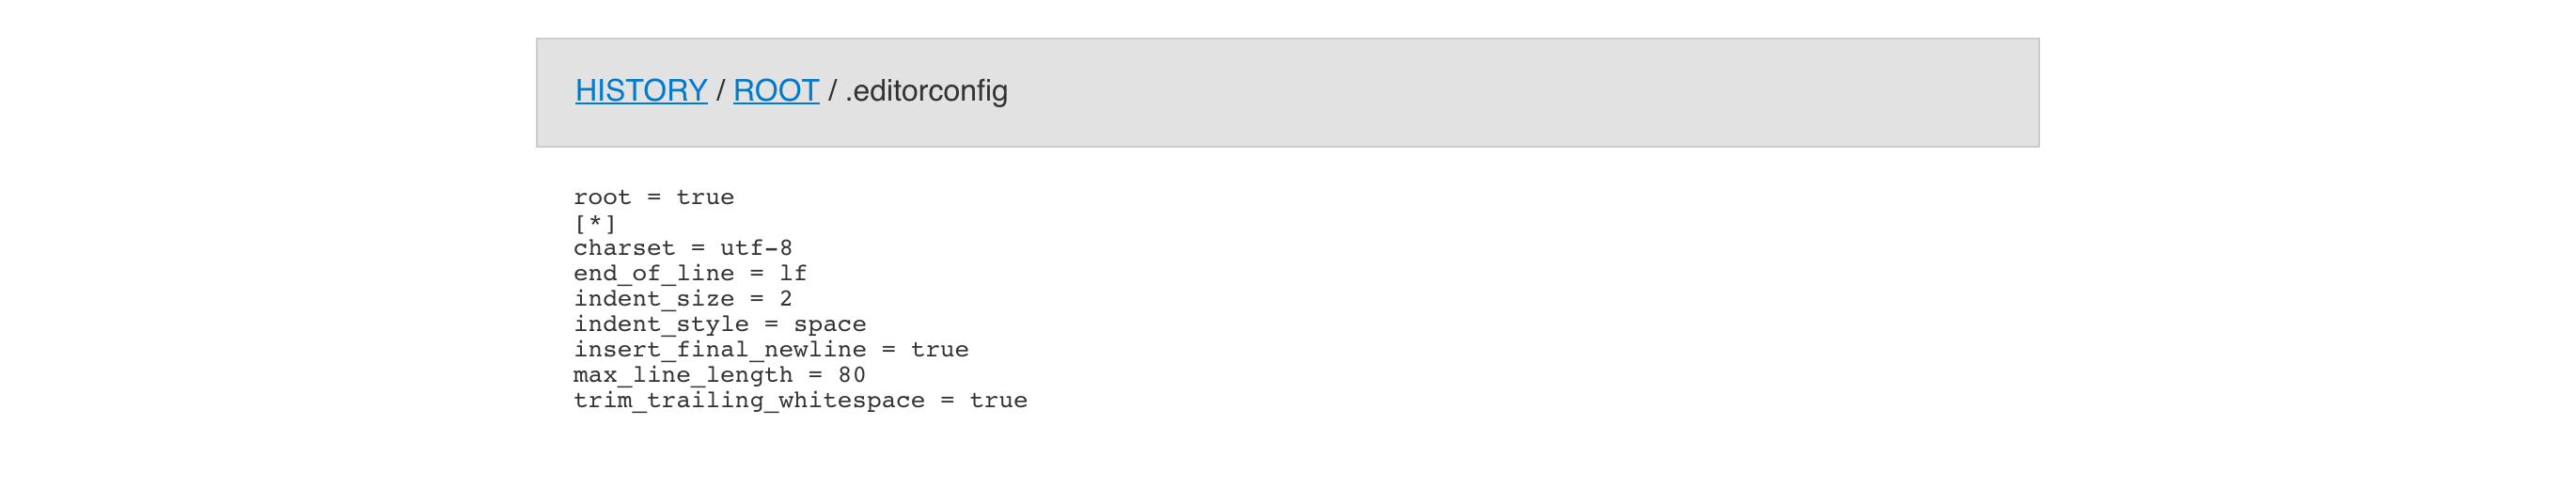 HISTORY / ROOT / .editorconfig
root = true
[*]
charset = utf-8
end_of_line = lf
indent_size = 2
indent_style = space
insert_final_newline = true
max_line_length = 80
trim_trailing_whitespace = true